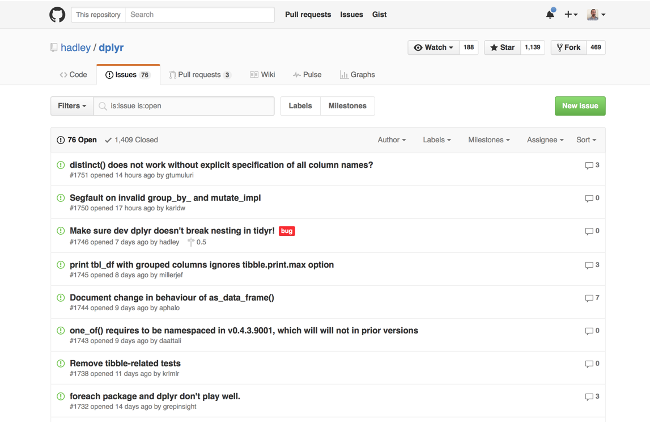 This repository Search Pull requests Issues Gist
hadley / dplyr Watch 188 Star 1,139 Fork 469
Code Issues 76 Pull requests 3 Wiki Pulse Graphs
Filters is:issue is:open Labels Milestones New issue
76 Open 1,409 Closed Author Labels Milestones Assignee Sort
distinct() does not work without explicit specification of all column names? 3
#1751 opened 14 hours ago by gtumuluri
Segfault on invalid group_by_ and mutate_impl 0
#1750 opened 17 hours ago by karldw
Make sure dev dplyr doesn't break nesting in tidyr! bug 0
#1746 opened 7 days ago by hadley 0.5
print tbl_df with grouped columns ignores tibble.print.max option 3
#1745 opened 8 days ago by millerjef
Document change in behaviour of as_data_frame() 7
#1744 opened 9 days ago by aphalo
one_of() requires to be namespaced in v0.4.3.9001, which will will not in prior versions 0
#1743 opened 9 days ago by daattali
Remove tibble-related tests 0
#1738 opened 11 days ago by krlmlr
foreach package and dplyr don't play well. 3
#1732 opened 14 days ago by grepinsight